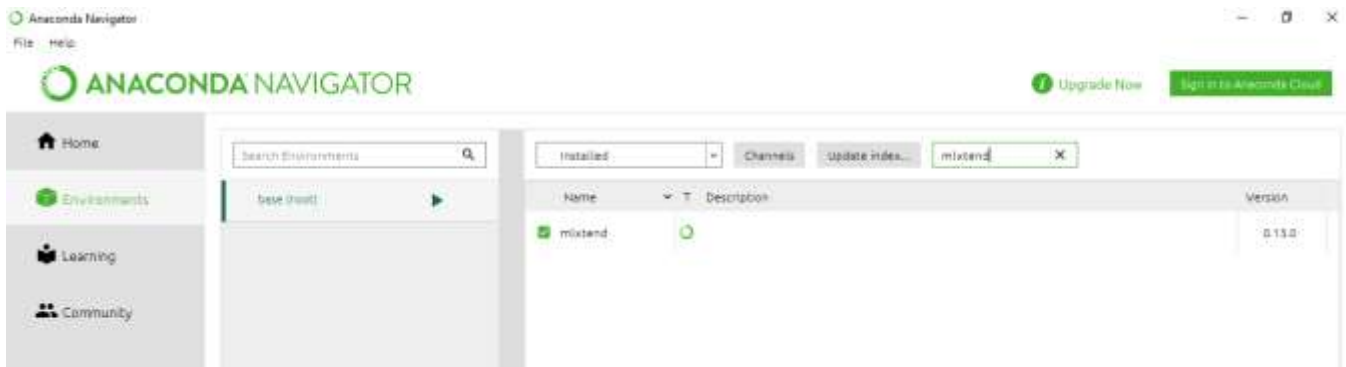 Anaconda Navigator
File Help
ANACONDA NAVIGATOR
Upgrade Now
Sign in to Anaconda Cloud
Home
Environments
Learning
Community
Search Environments
base (root)
Installed
Channels
Update index...
mlxtend
Name T Description Version
mlxtend 0.13.0